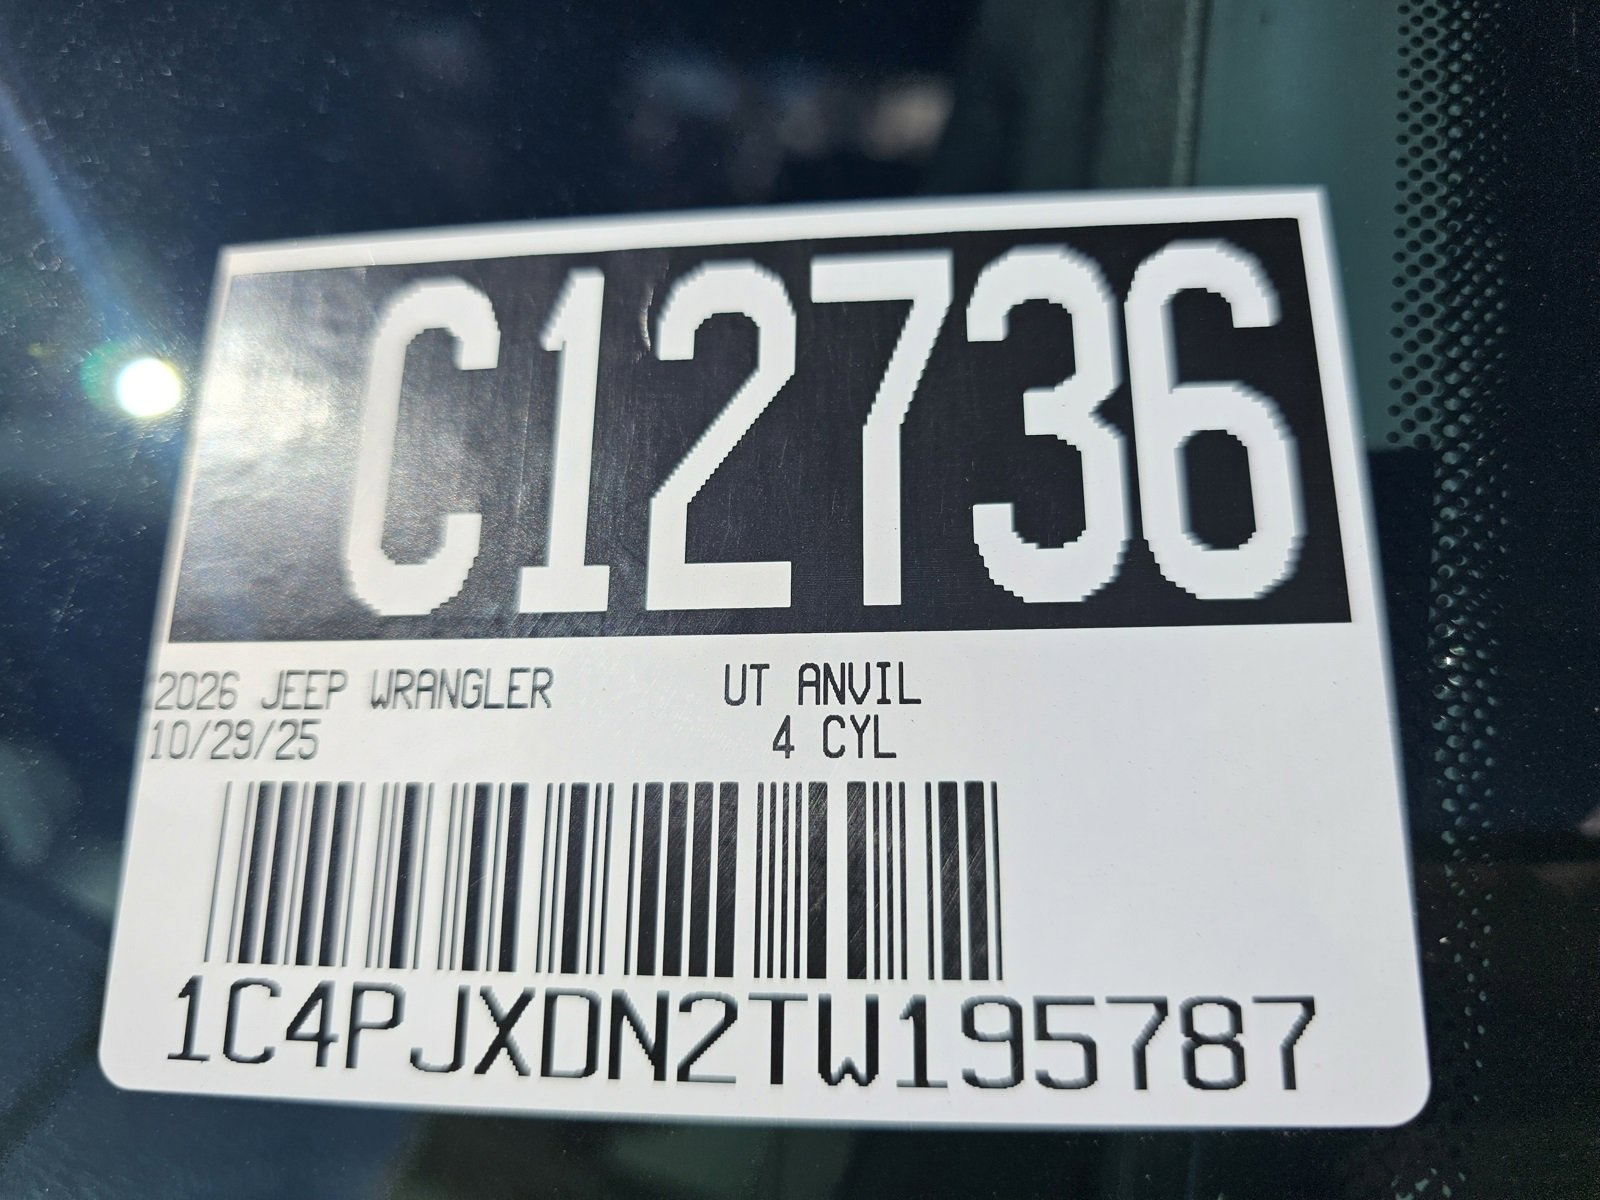 C12736
2026 JEEP WRANGLER UT ANVIL
10/29/25 4 CYL
1C4PJXDN2TW195787